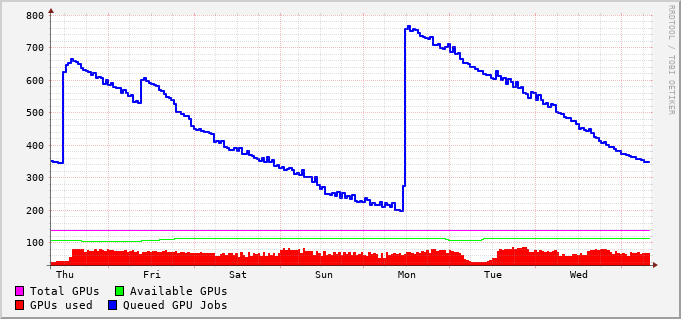 800
700
600
500
400
300
200
100
Thu Fri Sat Sun Mon Tue Wed
Total GPUs Available GPUs
GPUs used Queued GPU Jobs
RRDTOOL / TOBI OETIKER